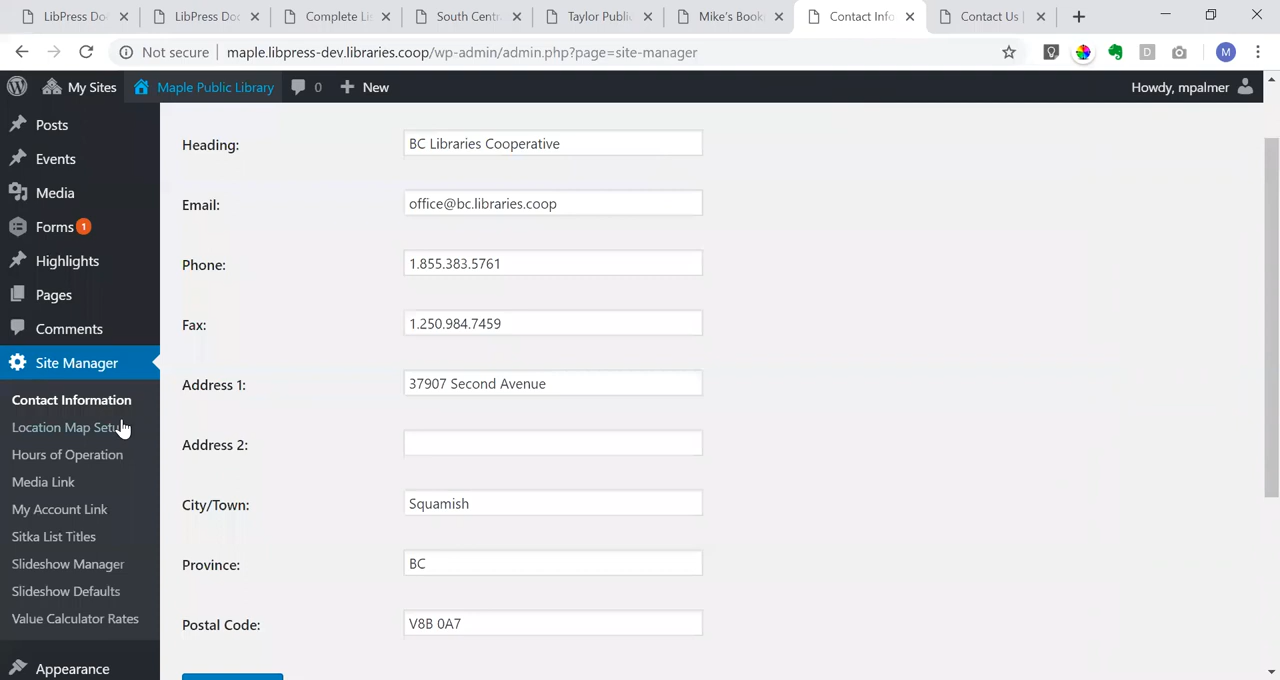 LibPress Do
LibPress Doc
Complete Li
South Centr
Taylor Public
Mike's Book
Contact Info
Contact Us
Not secure
maple.libpress-dev.libraries.coop/wp-admin/admin.php?page=site-manager
D
M
My Sites
Maple Public Library
0
New
Howdy, mpalmer
Posts
Events
Media
Forms 1
Highlights
Pages
Comments
Site Manager
Contact Information
Location Map Setu
Hours of Operation
Media Link
My Account Link
Sitka List Titles
Slideshow Manager
Slideshow Defaults
Value Calculator Rates
Appearance
Heading: BC Libraries Cooperative
Email: office@bc.libraries.coop
Phone: 1.855.383.5761
Fax: 1.250.984.7459
Address 1: 37907 Second Avenue
Address 2:
City/Town: Squamish
Province: BC
Postal Code: V8B 0A7